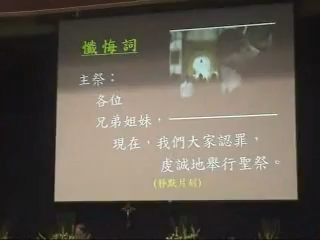 懺悔詞
主祭：
各位
兄弟姐妹，
現在，我們大家認罪，
虔誠地舉行聖祭。
(靜默片刻)